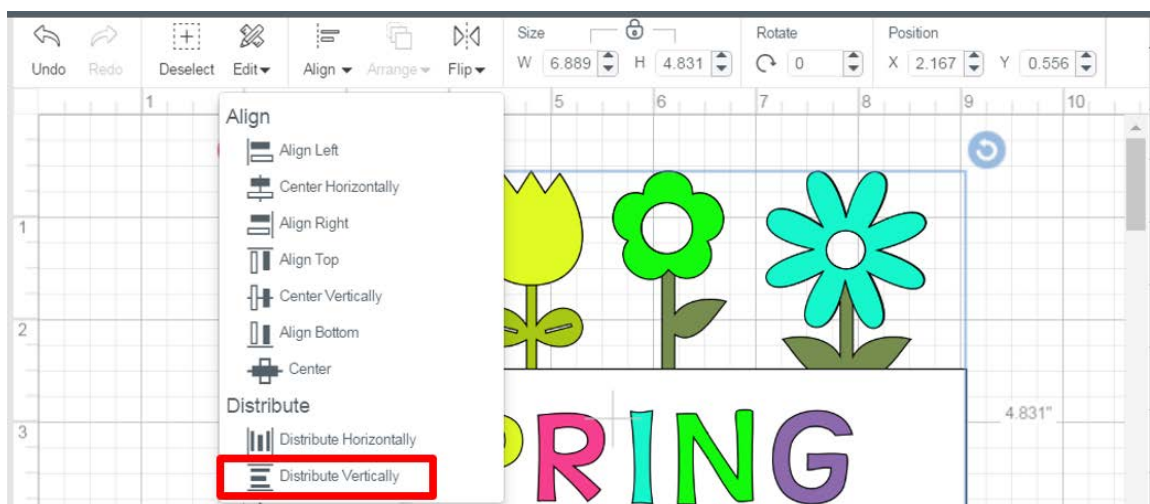 Size
Rotate
Position
W 6.889 H 4.831
0
X 2.167 Y 0.556
Undo Redo Deselect Edit Align Arrange Flip
1 5 6 7 8 9 10
Align
Align Left
Center Horizontally
Align Right
Align Top
Center Vertically
Align Bottom
Center
Distribute
Distribute Horizontally
Distribute Vertically
1
2
3
RING
4.831"